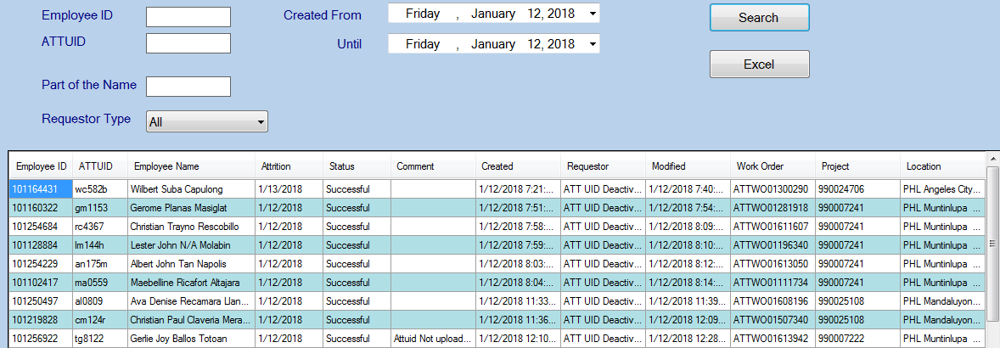 Employee ID Created From Friday , January 12, 2018 Search
ATTUID Until Friday , January 12, 2018
Excel
Part of the Name
Requestor Type All
Employee ID ATTUID Employee Name Attrition Status Comment Created Requestor Modified Work Order Project Location
101164431 wc582b Wilbert Suba Capulong 1/13/2018 Successful 1/12/2018 7:21:... ATT UID Deactiv... 1/12/2018 7:40:... ATTWO01300290 990024706 PHL Angeles City...
101160322 gm1153 Gerome Planas Masiglat 1/12/2018 Successful 1/12/2018 7:51:... ATT UID Deactiv... 1/12/2018 7:54:... ATTWO01281918 990007241 PHL Muntinlupa ...
101254684 rc4367 Christian Trayno Rescobillo 1/12/2018 Successful 1/12/2018 7:58:... ATT UID Deactiv... 1/12/2018 8:09:... ATTWO01611607 990007241 PHL Muntinlupa ...
101128884 lm144h Lester John N/A Molabin 1/12/2018 Successful 1/12/2018 7:59:... ATT UID Deactiv... 1/12/2018 8:10:... ATTWO01196340 990007241 PHL Muntinlupa ...
101254229 an175m Albert John Tan Napolis 1/12/2018 Successful 1/12/2018 8:03:... ATT UID Deactiv... 1/12/2018 8:12:... ATTWO01613050 990007241 PHL Muntinlupa ...
101102417 ma0559 Maebelline Ricafort Altajara 1/12/2018 Successful 1/12/2018 8:04:... ATT UID Deactiv... 1/12/2018 8:14:... ATTWO01111734 990007241 PHL Muntinlupa ...
101250497 al0809 Ava Denise Recamara Llan... 1/12/2018 Successful 1/12/2018 11:33... ATT UID Deactiv... 1/12/2018 11:39... ATTWO01608196 990025108 PHL Mandaluyon...
101219828 cm124r Christian Paul Claveria Mera... 1/12/2018 Successful 1/12/2018 11:36... ATT UID Deactiv... 1/12/2018 12:09... ATTWO01507340 990025108 PHL Mandaluyon...
101256922 tg8122 Gerlie Joy Ballos Totoan 1/12/2018 Successful Attuid Not upload... 1/12/2018 12:10... ATT UID Deactiv... 1/12/2018 12:28... ATTWO01613942 990007222 PHL Muntinlupa ...